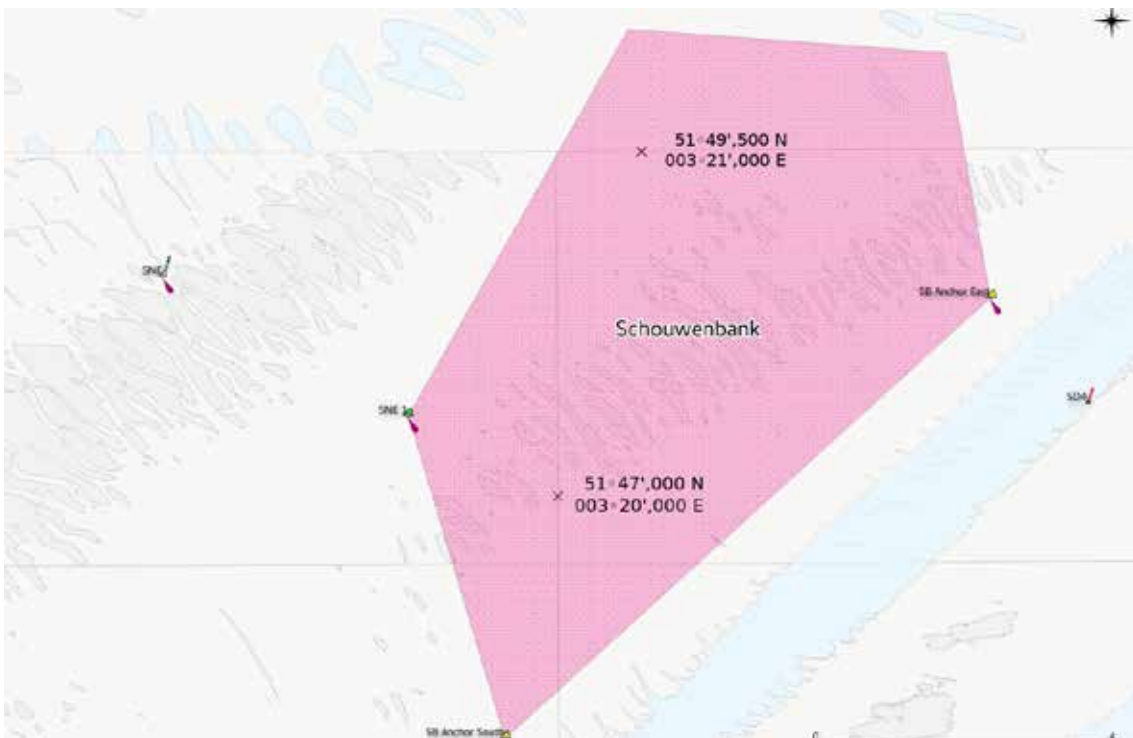 51°49',500 N
003°21',000 E
SB Anchor East
Schouwenbank
SD4
SNE 1
51°47',000 N
003°20',000 E
SB Anchor South